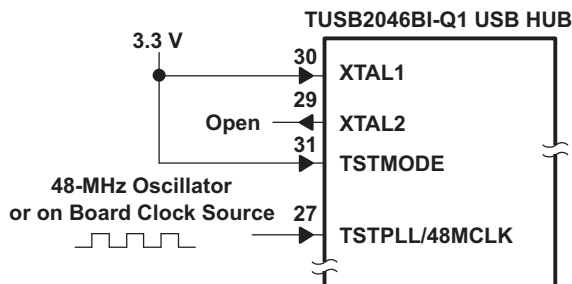 TUSB2046BI-Q1 USB HUB
3.3 V
30
XTAL1
29
Open
XTAL2
31
TSTMODE
48-MHz Oscillator
or on Board Clock Source
27
TSTPLL/48MCLK